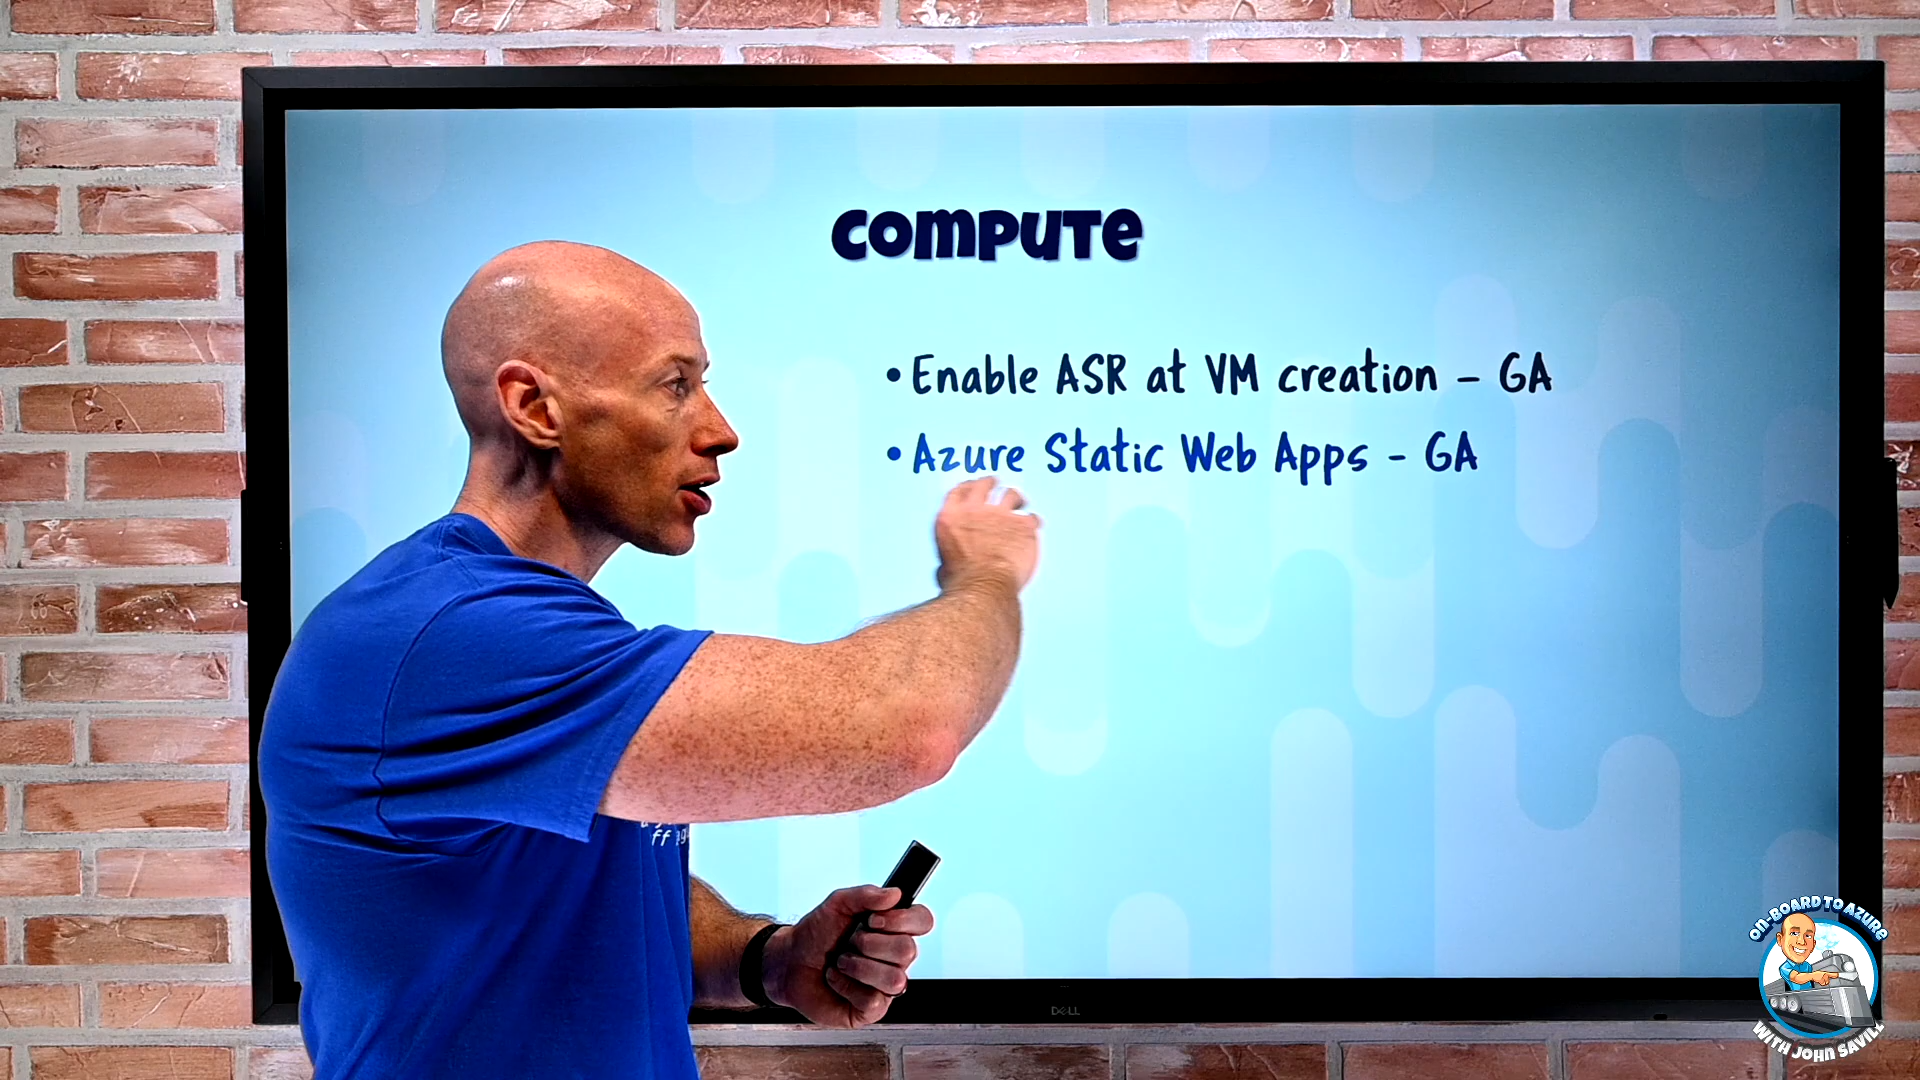 COMPUTE
• Enable ASR at VM creation – GA
• Azure Static Web Apps - GA
ff
DELL
ON-BOARD TO AZURE
WITH JOHN SAVILL